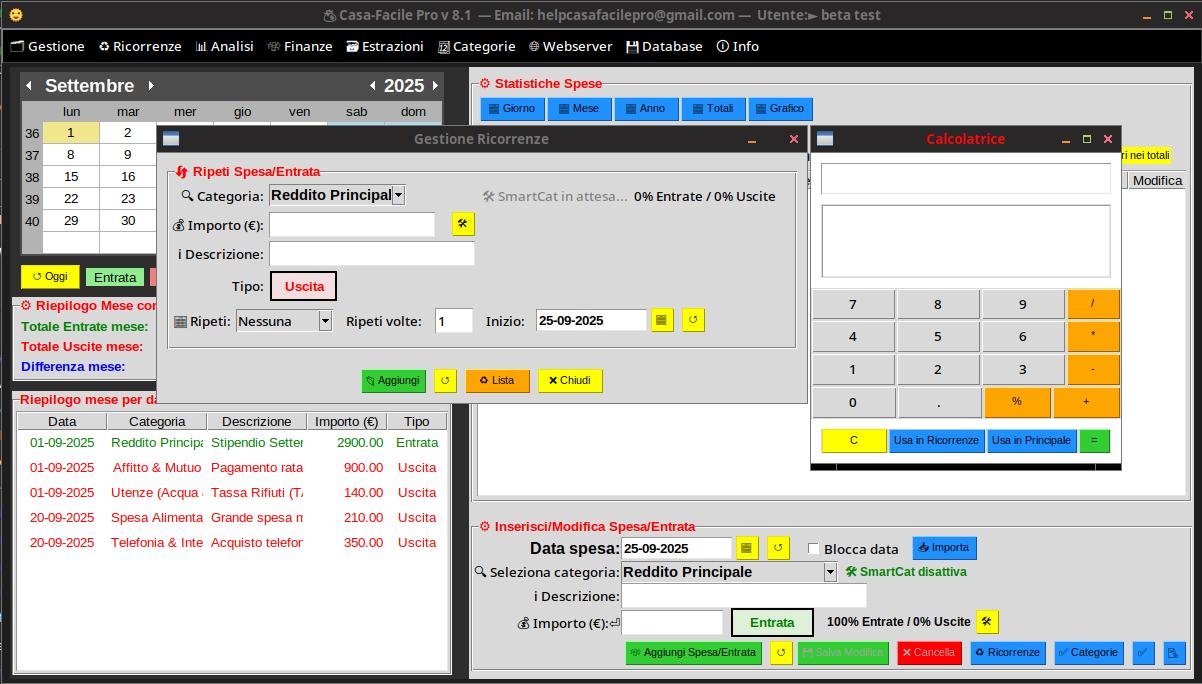 Casa-Facile Pro v 8.1 — Email: helpcasafacilepro@gmail.com — Utente:► beta test
Gestione Ricorrenze Analisi Finanze Estrazioni Categorie Webserver Database Info
Settembre 2025
lun mar mer gio ven sab dom
36 1 2
37 8 9
38 15 16
39 22 23
40 29 30
Oggi Entrata
Riepilogo Mese
Totale Entrate mese:
Totale Uscite mese:
Differenza mese:
Riepilogo mese per
Data Categoria Descrizione Importo (€) Tipo
01-09-2025 Reddito Principa Stipendio Setter 2900.00 Entrata
01-09-2025 Affitto & Mutuo Pagamento rata 900.00 Uscita
01-09-2025 Utenze (Acqua Tassa Rifiuti (T 140.00 Uscita
20-09-2025 Spesa Alimenta Grande spesa 210.00 Uscita
20-09-2025 Telefonia & Inte Acquisto telefor 350.00 Uscita
Statistiche Spese
Giorno Mese Anno Totali Grafico
ri nei totali
Modifica
Gestione Ricorrenze
Ripeti Spesa/Entrata
Categoria: Reddito Principal SmartCat in attesa... 0% Entrate / 0% Uscite
Importo (€):
Descrizione:
Tipo: Uscita
Ripeti: Nessuna Ripeti volte: 1 Inizio: 25-09-2025
Aggiungi Lista Chiudi
Calcolatrice
7 8 9 /
4 5 6 *
1 2 3 -
0 . % +
C Usa in Ricorrenze Usa in Principale =
Inserisci/Modifica Spesa/Entrata
Data spesa: 25-09-2025 Blocca data Importa
Seleziona categoria: Reddito Principale SmartCat disattiva
Descrizione:
Importo (€): Entrata 100% Entrate / 0% Uscite
Aggiungi Spesa/Entrata Salva Modifica Cancella Ricorrenze Categorie